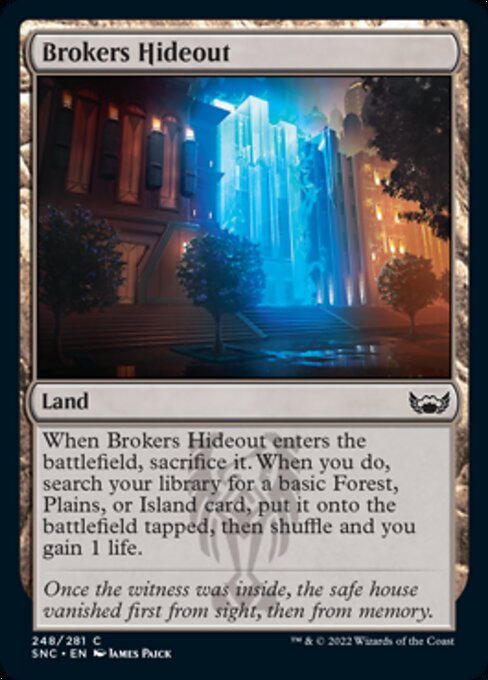 Brokers Hideout
Land
When Brokers Hideout enters the
battlefield, sacrifice it. When you do,
search your library for a basic Forest,
Plains, or Island card, put it onto the
battlefield tapped, then shuffle and you
gain 1 life.
Once the witness was inside, the safe house
vanished first from sight, then from memory.
248/281 C
SNC • EN James Paick
™ & © 2022 Wizards of the Coast